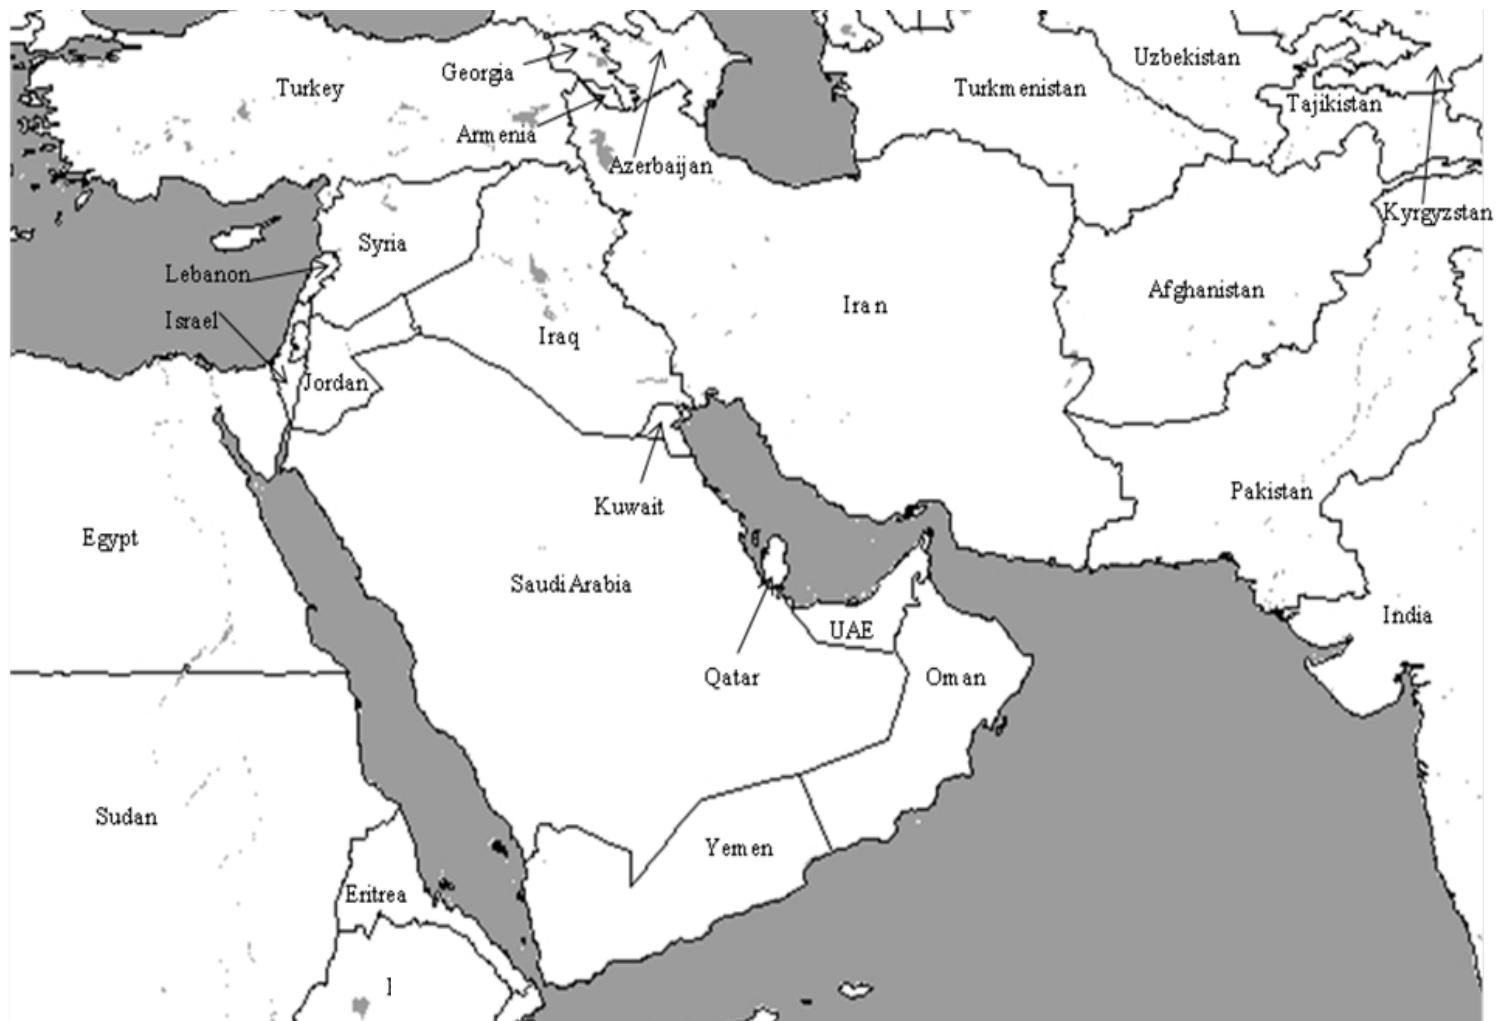 Uzbekistan
Georgia
Turkey
Turkmenistan
Tajikistan
Armenia
Azerbaijan
Kyrgyzstan
Syria
Lebanon
Afghanistan
Iran
Israel
Iraq
Jordan
Pakistan
Kuwait
Egypt
Saudi Arabia
India
UAE
Qatar
Oman
Sudan
Yemen
Eritrea